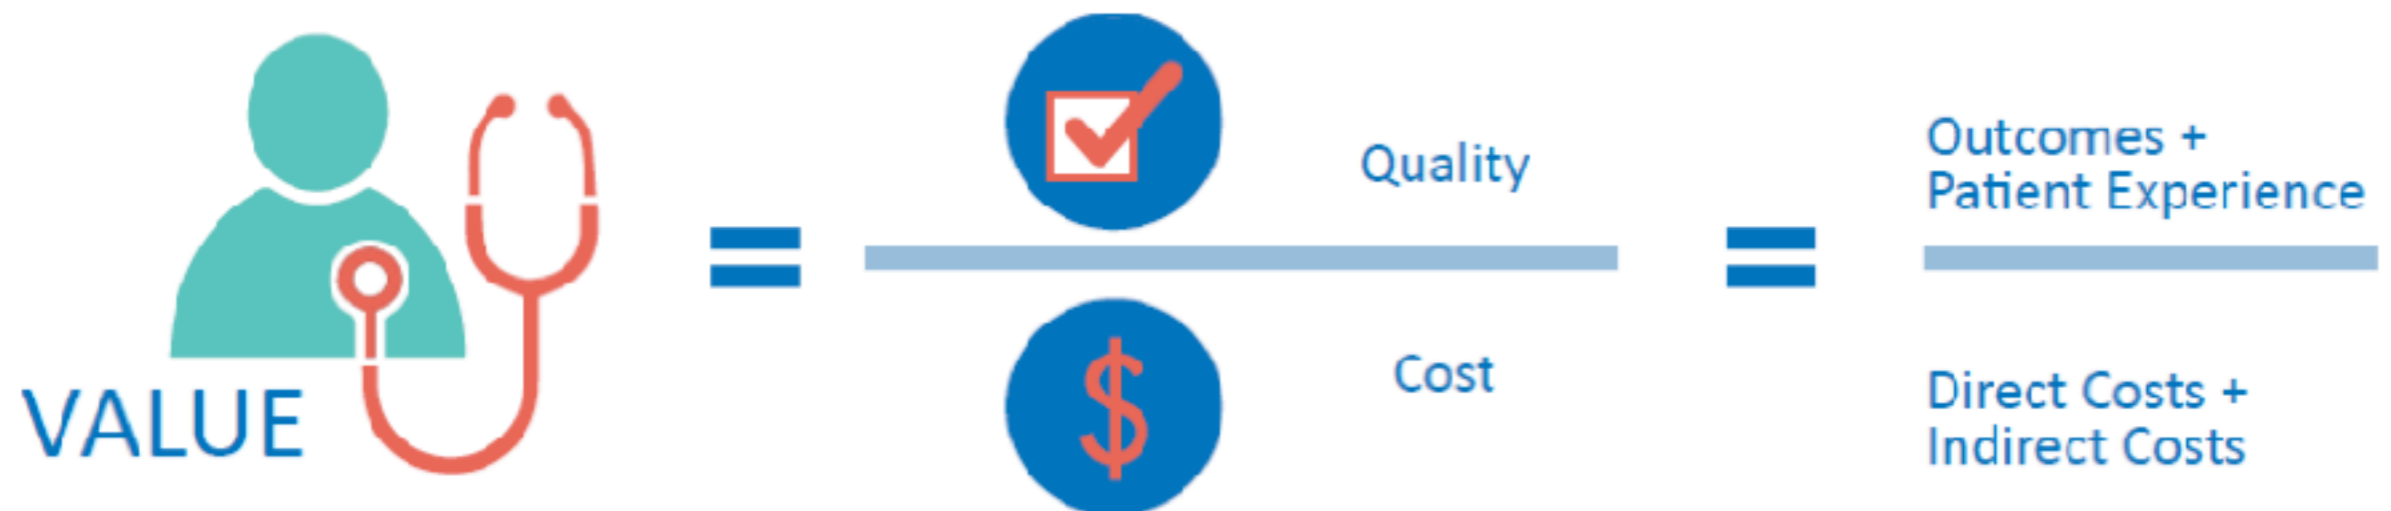 VALUE
=
Quality
$
Cost
=
Outcomes +
Patient Experience
Direct Costs +
Indirect Costs